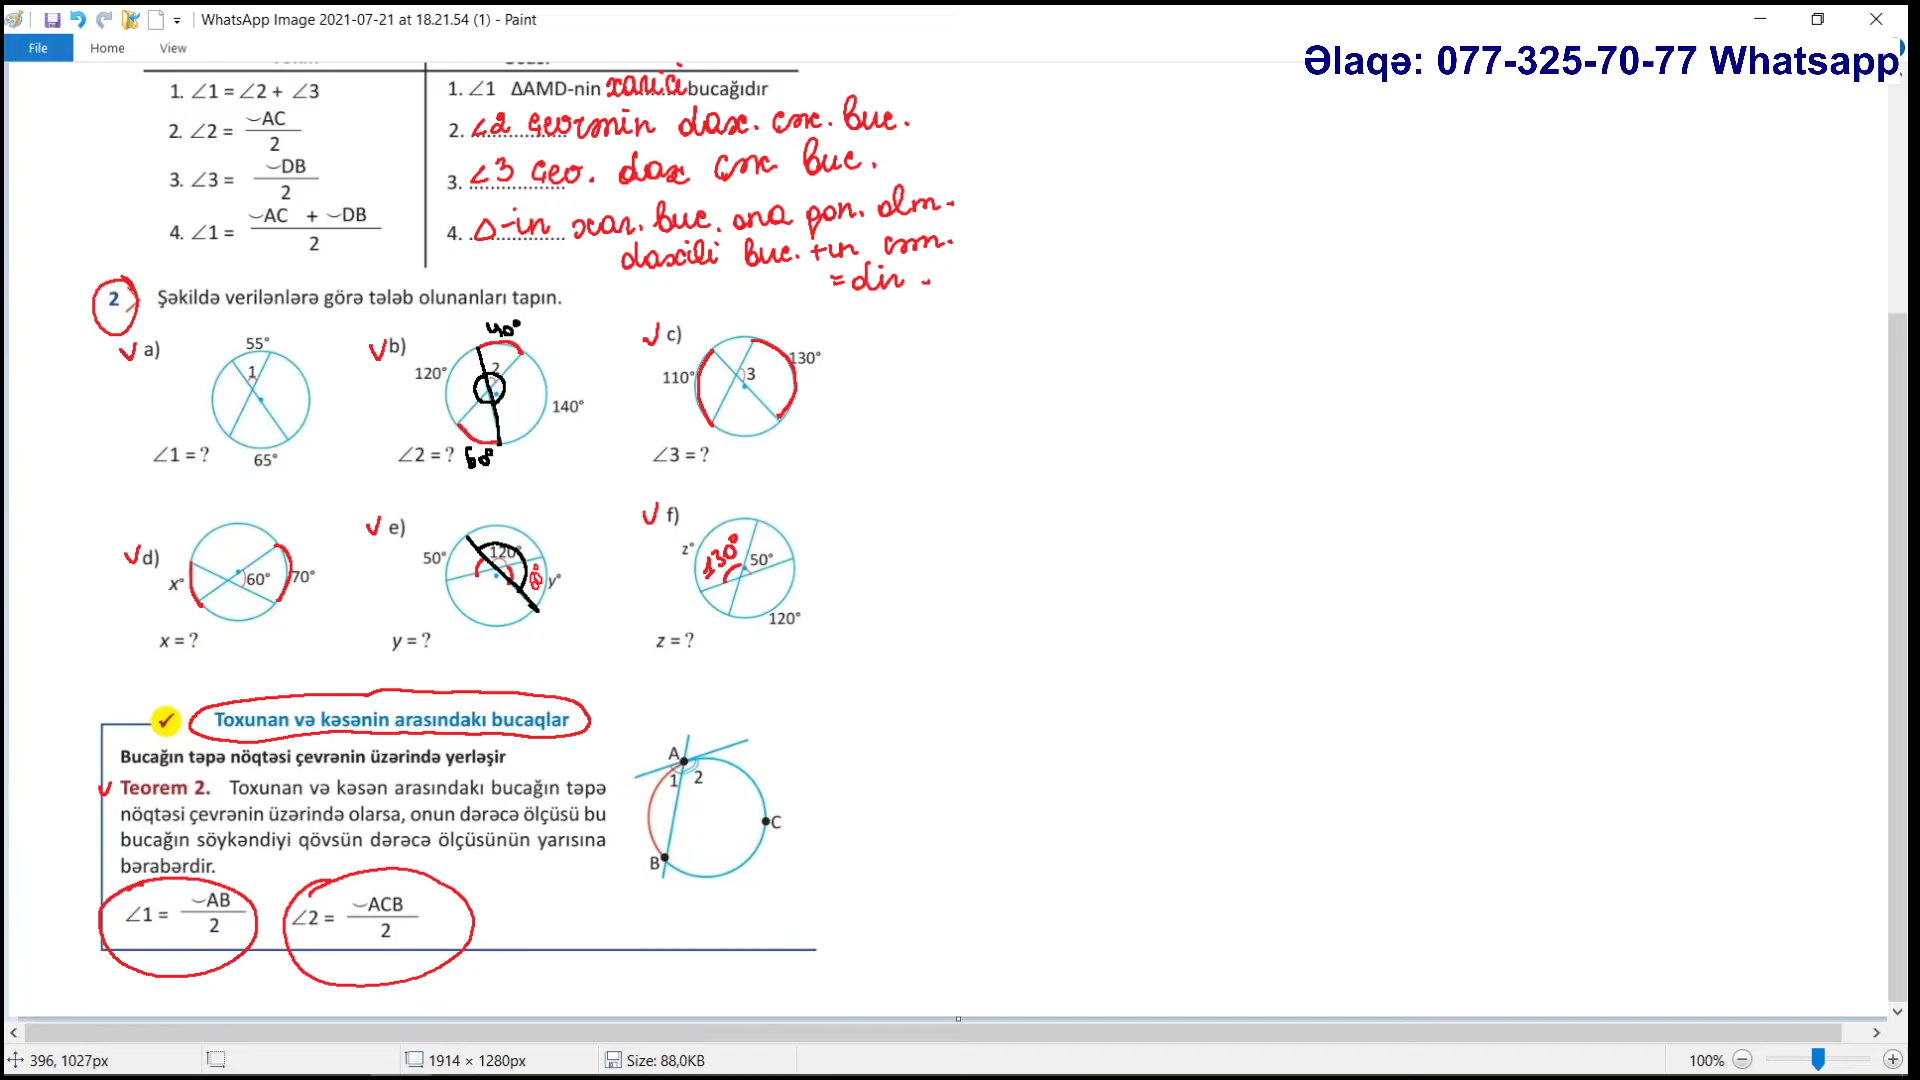 WhatsApp Image 2021-07-21 at 18.21.54 (1) - Paint
File Home View
Əlaqə: 077-325-70-77 Whatsapp
1. ∠1 = ∠2 + ∠3
2. ∠2 = ⌣AC / 2
3. ∠3 = ⌣DB / 2
4. ∠1 = ⌣AC + ⌣DB / 2
1. ∠1 ΔAMD-nin xarici bucağıdır
2. ∠2 çevrənin dax. çək. buc.
3. ∠3 çev. dax çək buc.
4. Δ-in xar. buc. ona qon. olm.
daxili buc. +ın cəm.
=dir.
2 Şəkildə verilənlərə görə tələb olunanları tapın.
a) 55° 1 65°
∠1 = ?
b) 40° 120° 2 140° 60°
∠2 = ?
c) 110° 3 130°
∠3 = ?
d) x° 60° 70°
x = ?
e) 50° 120° y°
y = ?
f) z° 130° 50° 120°
z = ?
Toxunan və kəsənin arasındakı bucaqlar
Bucağın təpə nöqtəsi çevrənin üzərində yerləşir
Teorem 2. Toxunan və kəsən arasındakı bucağın təpə
nöqtəsi çevrənin üzərində olarsa, onun dərəcə ölçüsü bu
bucağın söykəndiyi qövsün dərəcə ölçüsünün yarısına
bərabərdir.
∠1 = ⌣AB / 2 ∠2 = ⌣ACB / 2
A
1 2
C
B
396, 1027px 1914 × 1280px Size: 88,0KB 100%